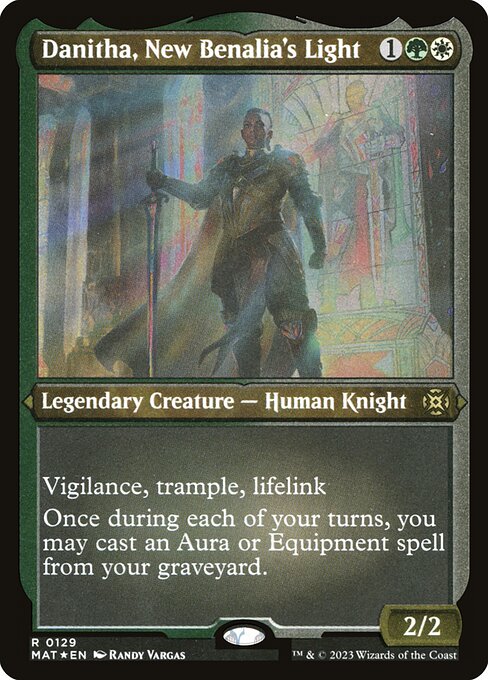 Danitha, New Benalia's Light 1
Legendary Creature — Human Knight
Vigilance, trample, lifelink
Once during each of your turns, you
may cast an Aura or Equipment spell
from your graveyard.
2/2
R 0129
MAT★EN Randy Vargas
™ & © 2023 Wizards of the Coast